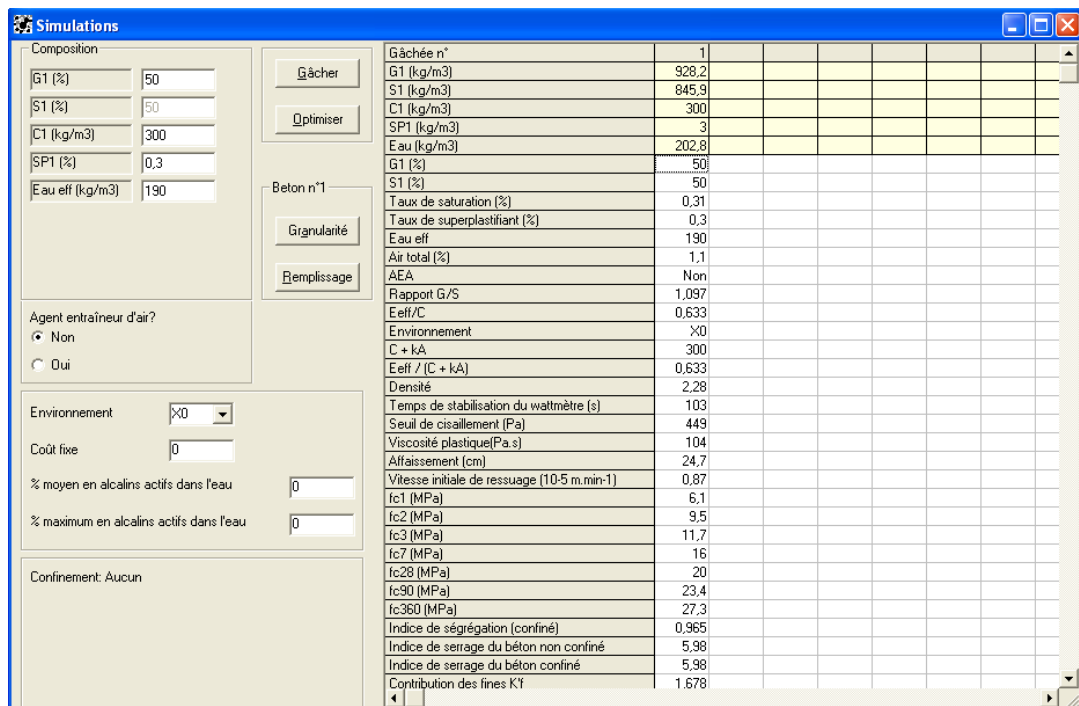 Simulations
Composition
G1 (%) 50
S1 (%) 50
C1 (kg/m3) 300
SP1 (%) 0,3
Eau eff (kg/m3) 190
Gâcher
Optimiser
Beton n°1
Granularité
Remplissage
Agent entraîneur d'air?
Non
Oui
Environnement X0
Coût fixe 0
% moyen en alcalins actifs dans l'eau 0
% maximum en alcalins actifs dans l'eau 0
Confinement: Aucun
Gâchée n° 1
G1 (kg/m3) 928,2
S1 (kg/m3) 845,9
C1 (kg/m3) 300
SP1 (kg/m3) 3
Eau (kg/m3) 202,8
G1 (%) 50
S1 (%) 50
Taux de saturation (%) 0,31
Taux de superplastifiant (%) 0,3
Eau eff 190
Air total (%) 1,1
AEA Non
Rapport G/S 1,097
Eeff/C 0,633
Environnement X0
C + kA 300
Eeff / (C + kA) 0,633
Densité 2,28
Temps de stabilisation du wattmètre (s) 103
Seuil de cisaillement (Pa) 449
Viscosité plastique(Pa.s) 104
Affaissement (cm) 24,7
Vitesse initiale de ressuage (10-5 m.min-1) 0,87
fc1 (MPa) 6,1
fc2 (MPa) 9,5
fc3 (MPa) 11,7
fc7 (MPa) 16
fc28 (MPa) 20
fc90 (MPa) 23,4
fc360 (MPa) 27,3
Indice de ségrégation (confiné) 0,965
Indice de serrage du béton non confiné 5,98
Indice de serrage du béton confiné 5,98
Contribution des fines K'f 1,678